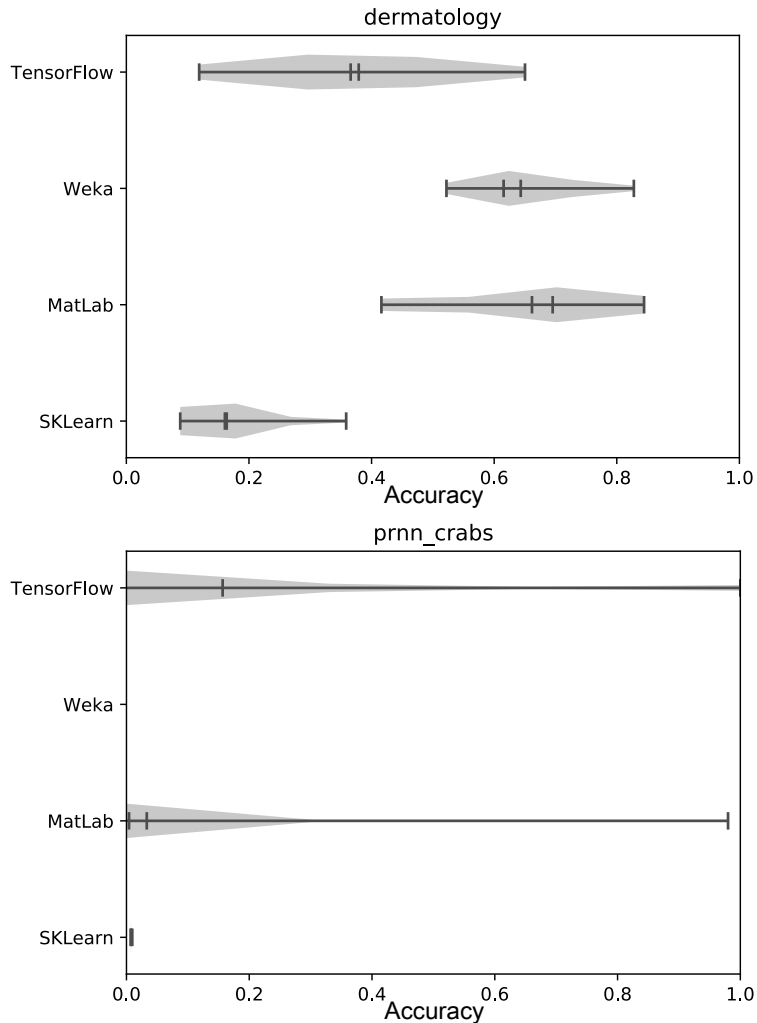 dermatology
TensorFlow
Weka
MatLab
SKLearn
0.0 0.2 0.4 0.6 0.8 1.0
Accuracy
prnn_crabs
TensorFlow
Weka
MatLab
SKLearn
0.0 0.2 0.4 0.6 0.8 1.0
Accuracy